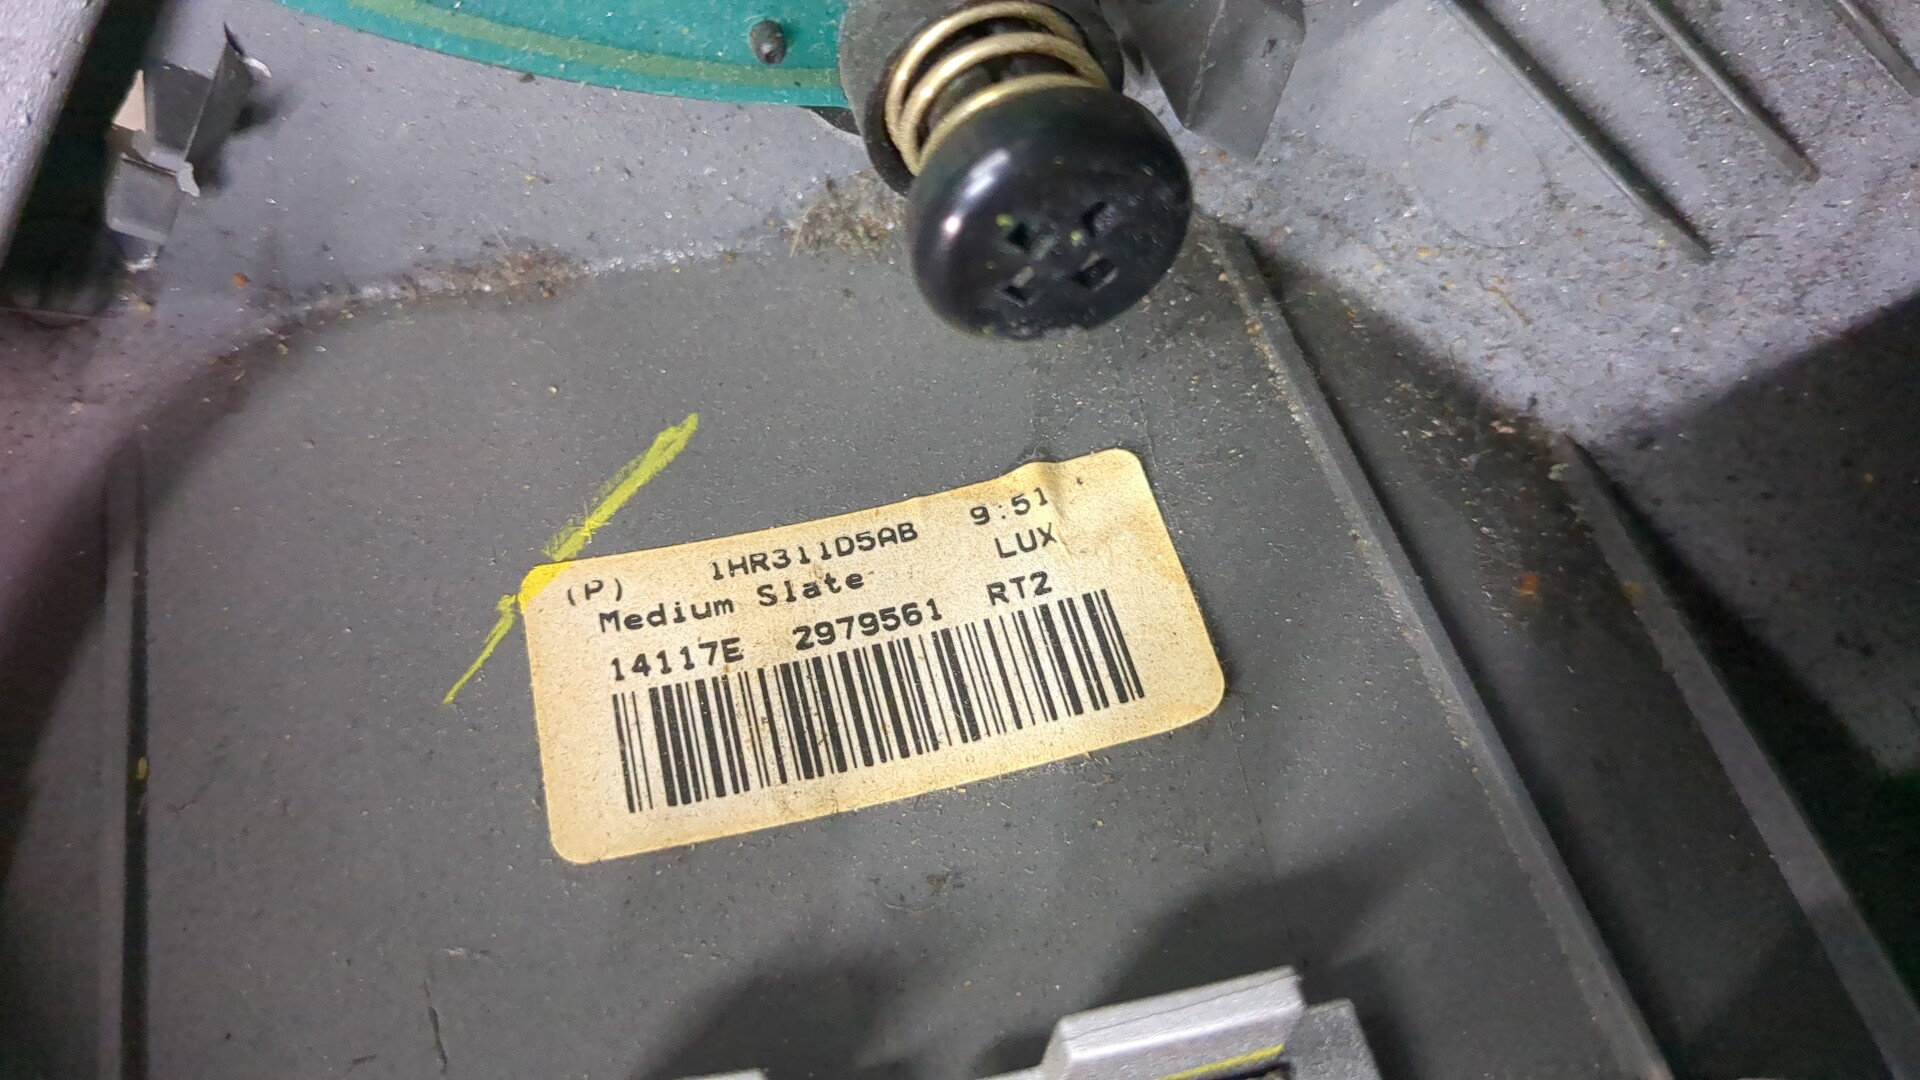 1HR311D5AB 9:51
(P) LUX
Medium Slate
14117E 2979561 RT2